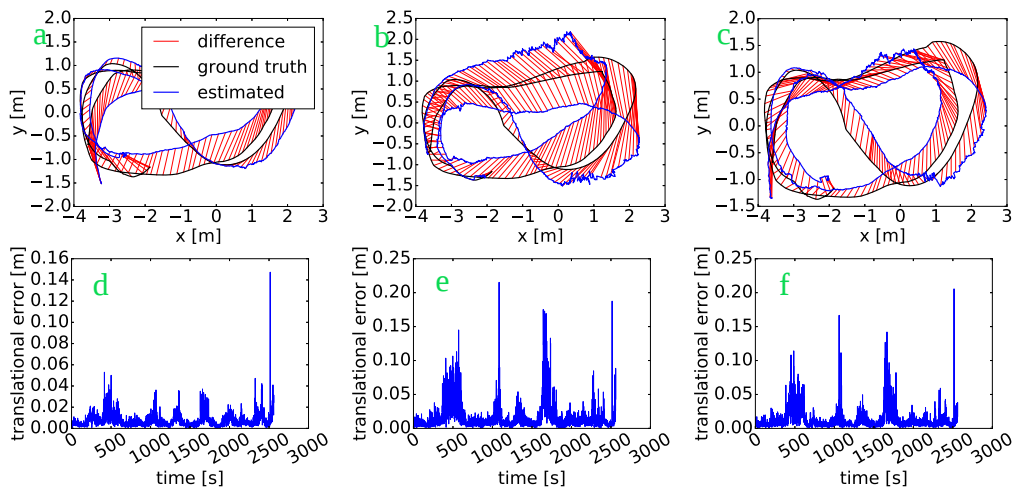 a
y [m]
2.0
1.5
1.0
0.5
0.0
−0.5
−1.0
−1.5
−4 −3 −2 −1 0 1 2 3
x [m]
difference
ground truth
estimated
b
y [m]
2.5
2.0
1.5
1.0
0.5
0.0
−0.5
−1.0
−1.5
−2.0
−4 −3 −2 −1 0 1 2 3
x [m]
c
y [m]
2.0
1.5
1.0
0.5
0.0
−0.5
−1.0
−1.5
−4 −3 −2 −1 0 1 2 3
x [m]
d
translational error [m]
0.16
0.14
0.12
0.10
0.08
0.06
0.04
0.02
0.00
0 500 1000 1500 2000 2500 3000
time [s]
e
translational error [m]
0.25
0.20
0.15
0.10
0.05
0.00
0 500 1000 1500 2000 2500 3000
time [s]
f
translational error [m]
0.25
0.20
0.15
0.10
0.05
0.00
0 500 1000 1500 2000 2500 3000
time [s]